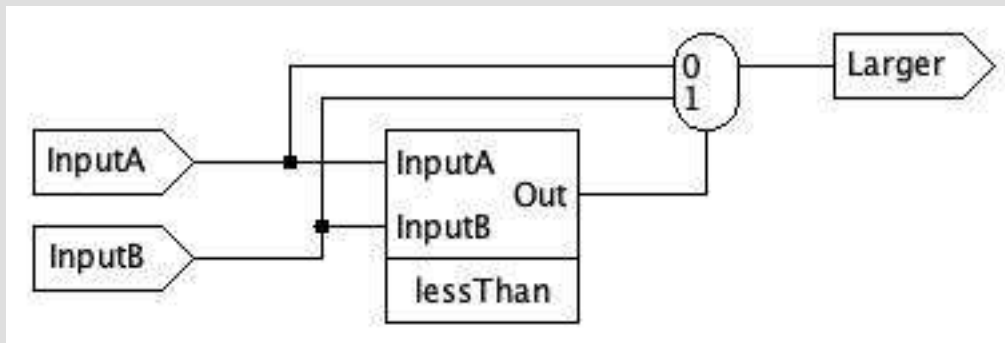 0
1
Larger
InputA
InputA
Out
InputB
InputB
lessThan